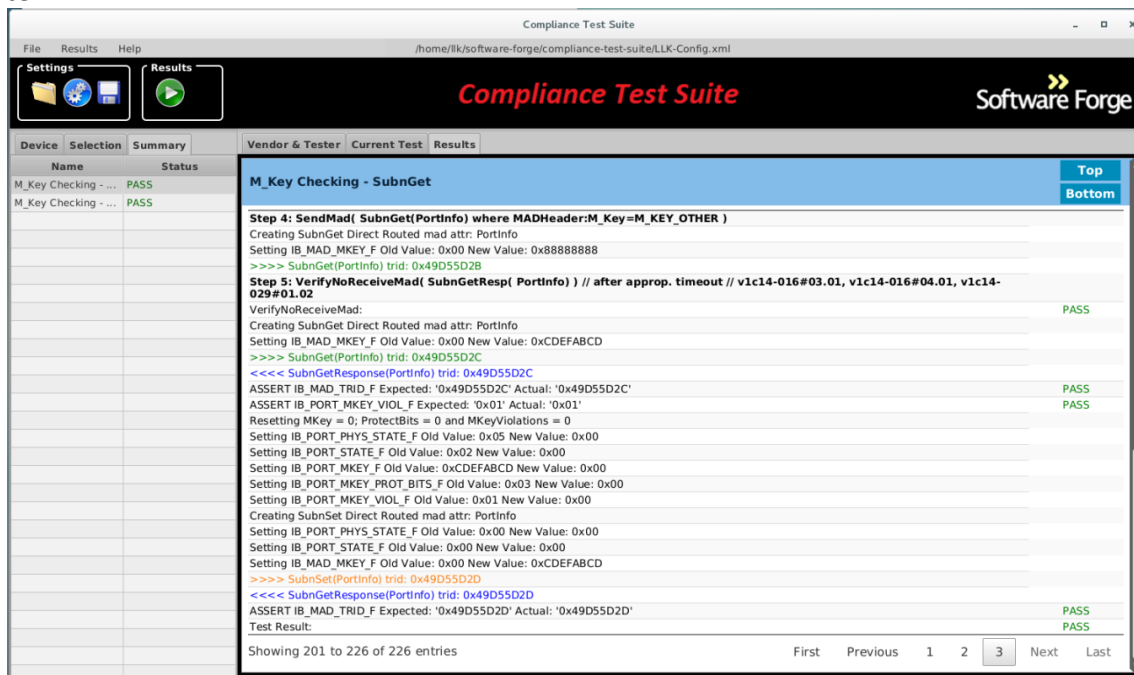 Compliance Test Suite
File Results Help /home/llk/software-forge/compliance-test-suite/LLK-Config.xml
Settings Results
Compliance Test Suite
Software Forge
Device Selection Summary
Name Status
M_Key Checking - ... PASS
M_Key Checking - ... PASS
Vendor & Tester Current Test Results
M_Key Checking - SubnGet
Top
Bottom
Step 4: SendMad( SubnGet(PortInfo) where MADHeader:M_Key=M_KEY_OTHER )
Creating SubnGet Direct Routed mad attr: PortInfo
Setting IB_MAD_MKEY_F Old Value: 0x00 New Value: 0x88888888
>>>> SubnGet(PortInfo) trid: 0x49D55D2B
Step 5: VerifyNoReceiveMad( SubnGetResp( PortInfo) ) // after approp. timeout // v1c14-016#03.01, v1c14-016#04.01, v1c14-
029#01.02
VerifyNoReceiveMad: PASS
Creating SubnGet Direct Routed mad attr: PortInfo
Setting IB_MAD_MKEY_F Old Value: 0x00 New Value: 0xCDEFABCD
>>>> SubnGet(PortInfo) trid: 0x49D55D2C
<<<< SubnGetResponse(PortInfo) trid: 0x49D55D2C
ASSERT IB_MAD_TRID_F Expected: '0x49D55D2C' Actual: '0x49D55D2C' PASS
ASSERT IB_PORT_MKEY_VIOL_F Expected: '0x01' Actual: '0x01' PASS
Resetting MKey = 0; ProtectBits = 0 and MKeyViolations = 0
Setting IB_PORT_PHYS_STATE_F Old Value: 0x05 New Value: 0x00
Setting IB_PORT_STATE_F Old Value: 0x02 New Value: 0x00
Setting IB_PORT_MKEY_F Old Value: 0xCDEFABCD New Value: 0x00
Setting IB_PORT_MKEY_PROT_BITS_F Old Value: 0x03 New Value: 0x00
Setting IB_PORT_MKEY_VIOL_F Old Value: 0x01 New Value: 0x00
Creating SubnSet Direct Routed mad attr: PortInfo
Setting IB_PORT_PHYS_STATE_F Old Value: 0x00 New Value: 0x00
Setting IB_PORT_STATE_F Old Value: 0x00 New Value: 0x00
Setting IB_MAD_MKEY_F Old Value: 0x00 New Value: 0xCDEFABCD
>>>> SubnSet(PortInfo) trid: 0x49D55D2D
<<<< SubnGetResponse(PortInfo) trid: 0x49D55D2D
ASSERT IB_MAD_TRID_F Expected: '0x49D55D2D' Actual: '0x49D55D2D' PASS
Test Result: PASS
Showing 201 to 226 of 226 entries First Previous 1 2 3 Next Last